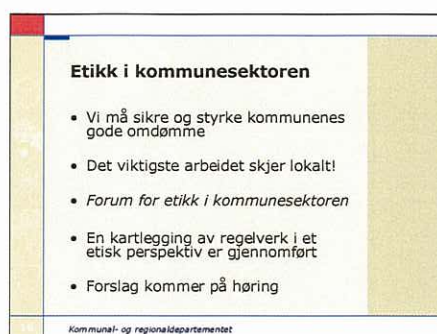 Etikk i kommunesektoren
• Vi må sikre og styrke kommunenes
gode omdømme
• Det viktigste arbeidet skjer lokalt!
• Forum for etikk i kommunesektoren
• En kartlegging av regelverk i et
etisk perspektiv er gjennomført
• Forslag kommer på høring
Kommunal- og regionaldepartementet